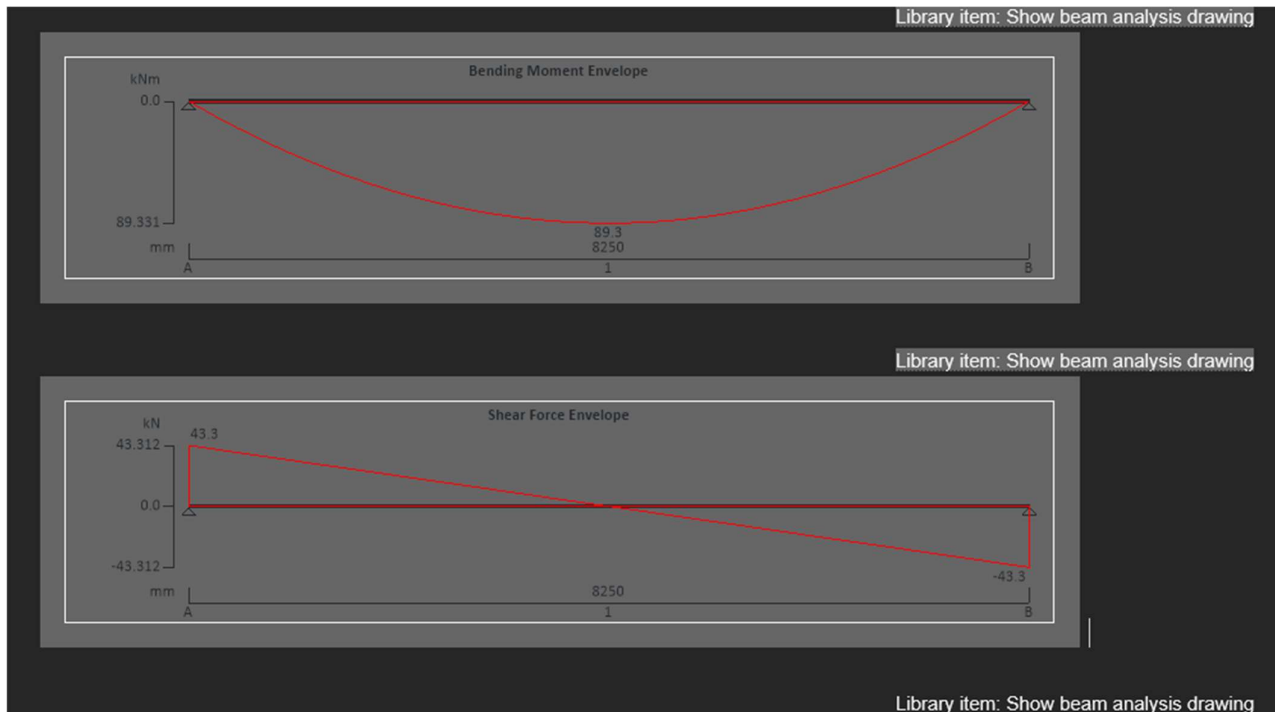 Library item: Show beam analysis drawing
Bending Moment Envelope
kNm
0.0
89.331
89.3
mm
8250
A
1
B
Library item: Show beam analysis drawing
Shear Force Envelope
kN
43.3
43.312
0.0
-43.312
-43.3
mm
8250
A
1
B
Library item: Show beam analysis drawing